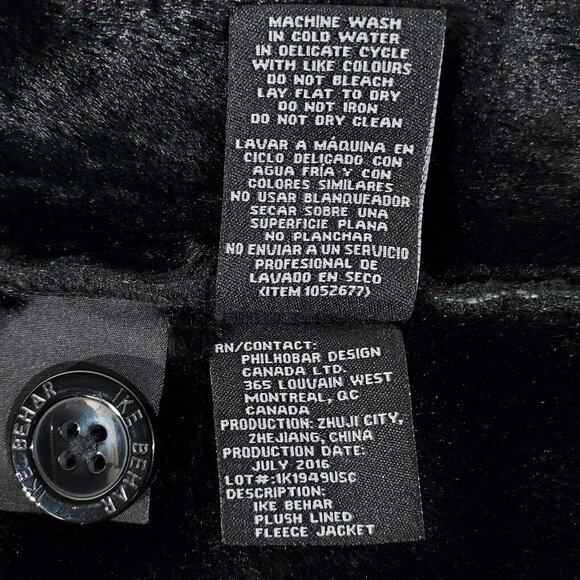 MACHINE WASH
IN COLD WATER
IN DELICATE CYCLE
WITH LIKE COLOURS
DO NOT BLEACH
LAY FLAT TO DRY
DO NOT IRON
DO NOT DRY CLEAN
LAVAR A MÁQUINA EN
CICLO DELICADO CON
AGUA FRÍA Y CON
COLORES SIMILARES
NO USAR BLANQUEADOR
SECAR SOBRE UNA
SUPERFICIE PLANA
NO PLANCHAR
NO ENVIAR A UN SERVICIO
PROFESIONAL DE
LAVADO EN SECO
(ITEM 1052677)
RN/CONTACT:
PHILHOBAR DESIGN
CANADA LTD.
365 LOUVAIN WEST
MONTREAL, QC
CANADA
PRODUCTION: ZHUJI CITY,
ZHEJIANG, CHINA
PRODUCTION DATE:
JULY 2016
LOT#:IK1949USC
DESCRIPTION:
IKE BEHAR
PLUSH LINED
FLEECE JACKET
IKE BEHAR
IKE BEHAR